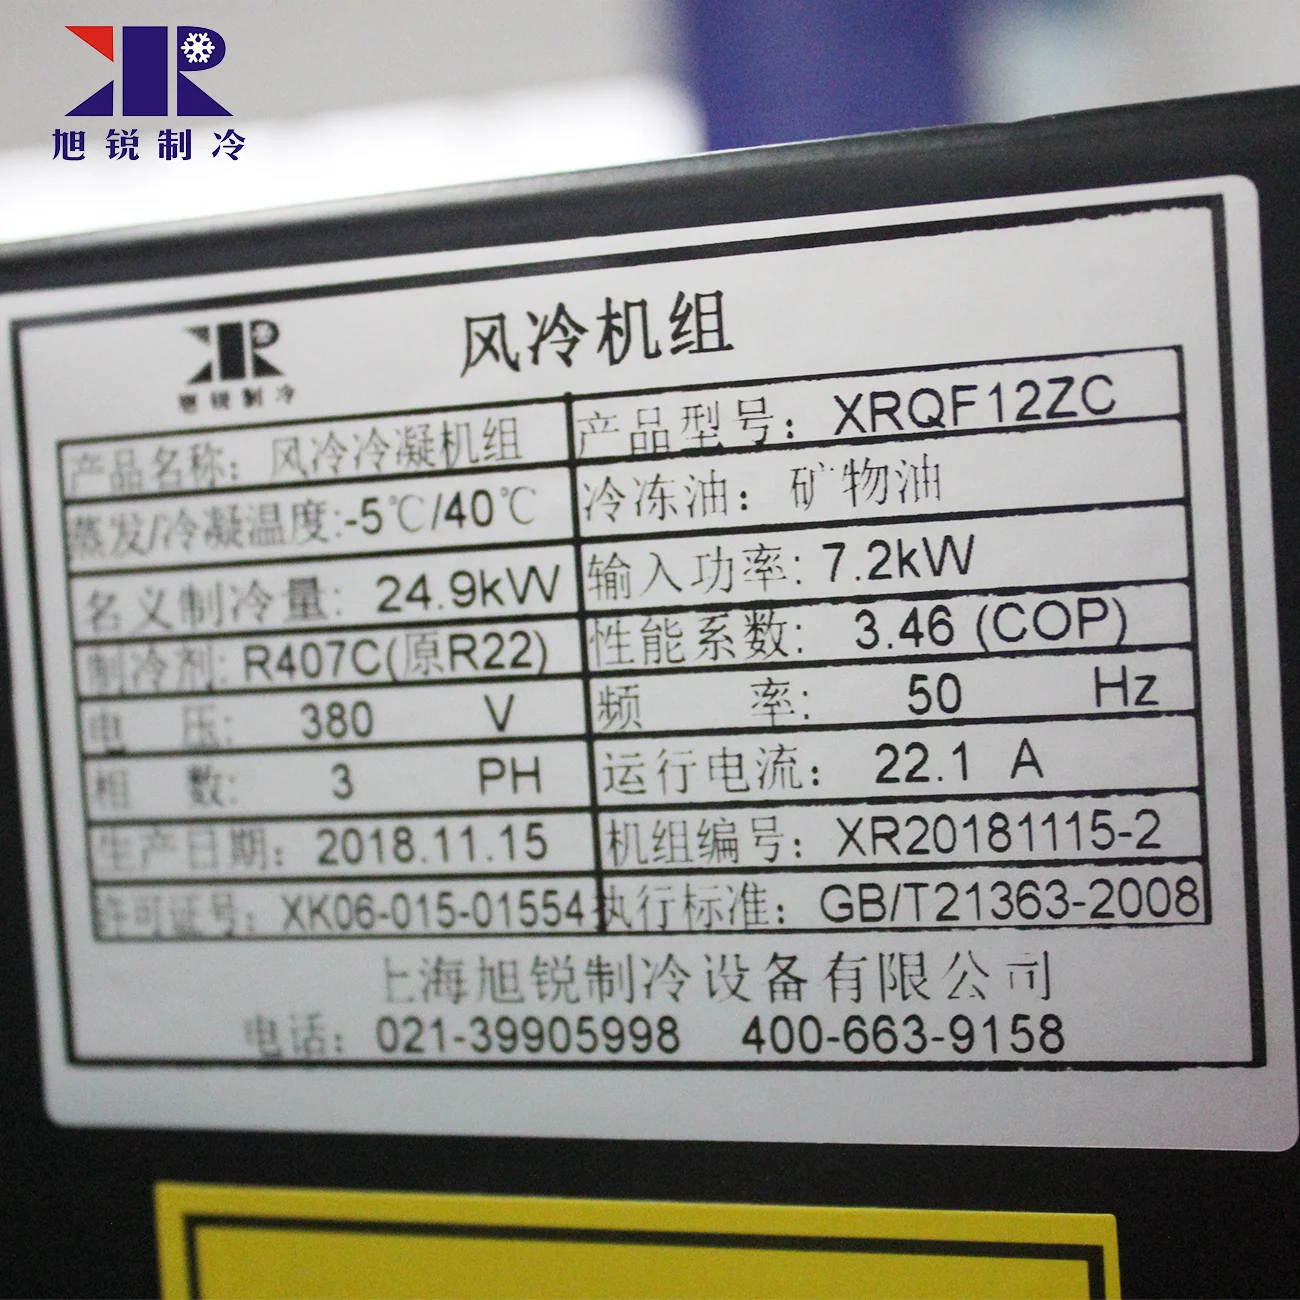 旭锐制冷
风冷机组
旭锐制冷
产品名称：风冷冷凝机组 产品型号：XRQF12ZC
蒸发/冷凝温度:-5℃/40℃ 冷冻油：矿物油
名义制冷量：24.9kW 输入功率：7.2kW
制冷剂：R407C(原R22) 性能系数：3.46 (COP)
电 压：380 V 频 率：50 Hz
相 数：3 PH 运行电流：22.1 A
生产日期：2018.11.15 机组编号：XR20181115-2
许可证号：XK06-015-01554 执行标准：GB/T21363-2008
上海旭锐制冷设备有限公司
电话：021-39905998 400-663-9158